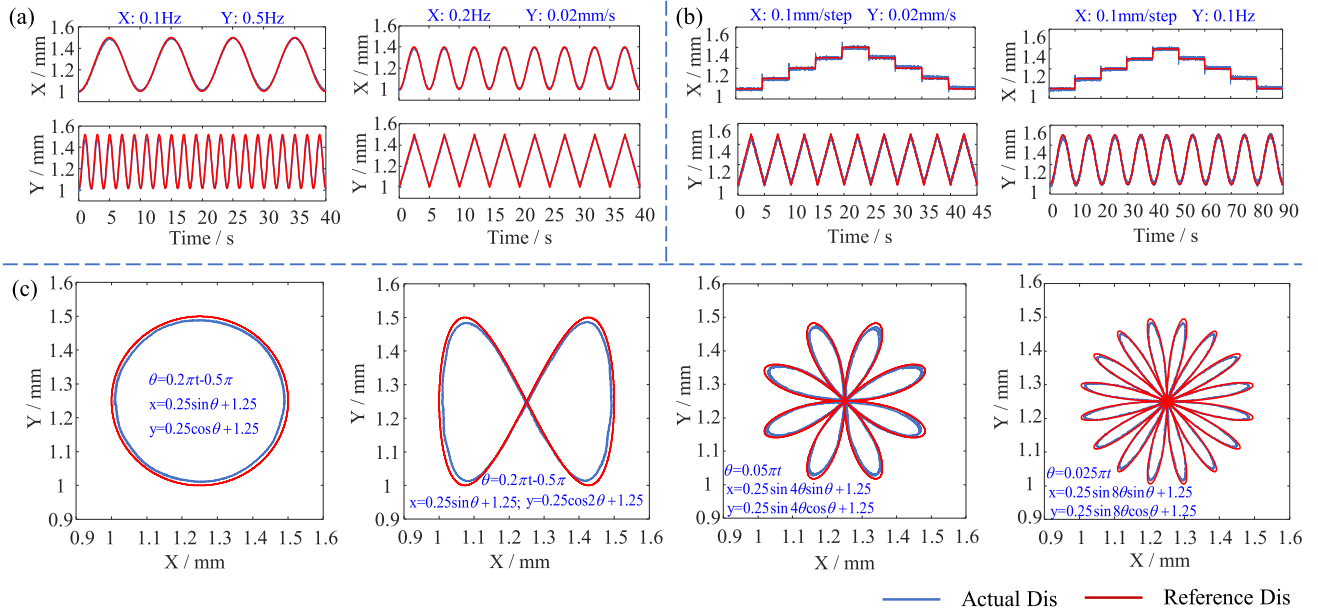 (a)
X: 0.1Hz Y: 0.5Hz
X: 0.2Hz Y: 0.02mm/s
(b)
X: 0.1mm/step Y: 0.02mm/s
X: 0.1mm/step Y: 0.1Hz
X / mm
1.6
1.4
1.2
1
X / mm
1.6
1.4
1.2
1
X / mm
1.6
1.2
1
X / mm
1.6
1.2
1
Y / mm
1.6
1.4
1.2
1
0 5 10 15 20 25 30 35 40
Time / s
Y / mm
1.6
1.4
1.2
1
0 5 10 15 20 25 30 35 40
Time / s
Y / mm
1.6
1.2
1
0 5 10 15 20 25 30 35 40 45
Time / s
Y / mm
1.6
1.2
1
0 10 20 30 40 50 60 70 80 90
Time / s
(c)
Y / mm
1.6
1.5
1.4
1.3
1.2
1.1
1
0.9
θ=0.2πt-0.5π
x=0.25sinθ+1.25
y=0.25cosθ+1.25
0.9 1 1.1 1.2 1.3 1.4 1.5 1.6
X / mm
Y / mm
1.6
1.5
1.4
1.3
1.2
1.1
1
0.9
θ=0.2πt-0.5π
x=0.25sinθ+1.25; y=0.25cos2θ+1.25
0.9 1 1.1 1.2 1.3 1.4 1.5 1.6
X / mm
Y / mm
1.6
1.5
1.4
1.3
1.2
1.1
1
0.9
θ=0.05πt
x=0.25sin4θsinθ+1.25
y=0.25sin4θcosθ+1.25
0.9 1 1.1 1.2 1.3 1.4 1.5 1.6
X / mm
Y / mm
1.6
1.5
1.4
1.3
1.2
1.1
1
0.9
θ=0.025πt
x=0.25sin8θsinθ+1.25
y=0.25sin8θcosθ+1.25
0.9 1 1.1 1.2 1.3 1.4 1.5 1.6
X / mm
Actual Dis Reference Dis